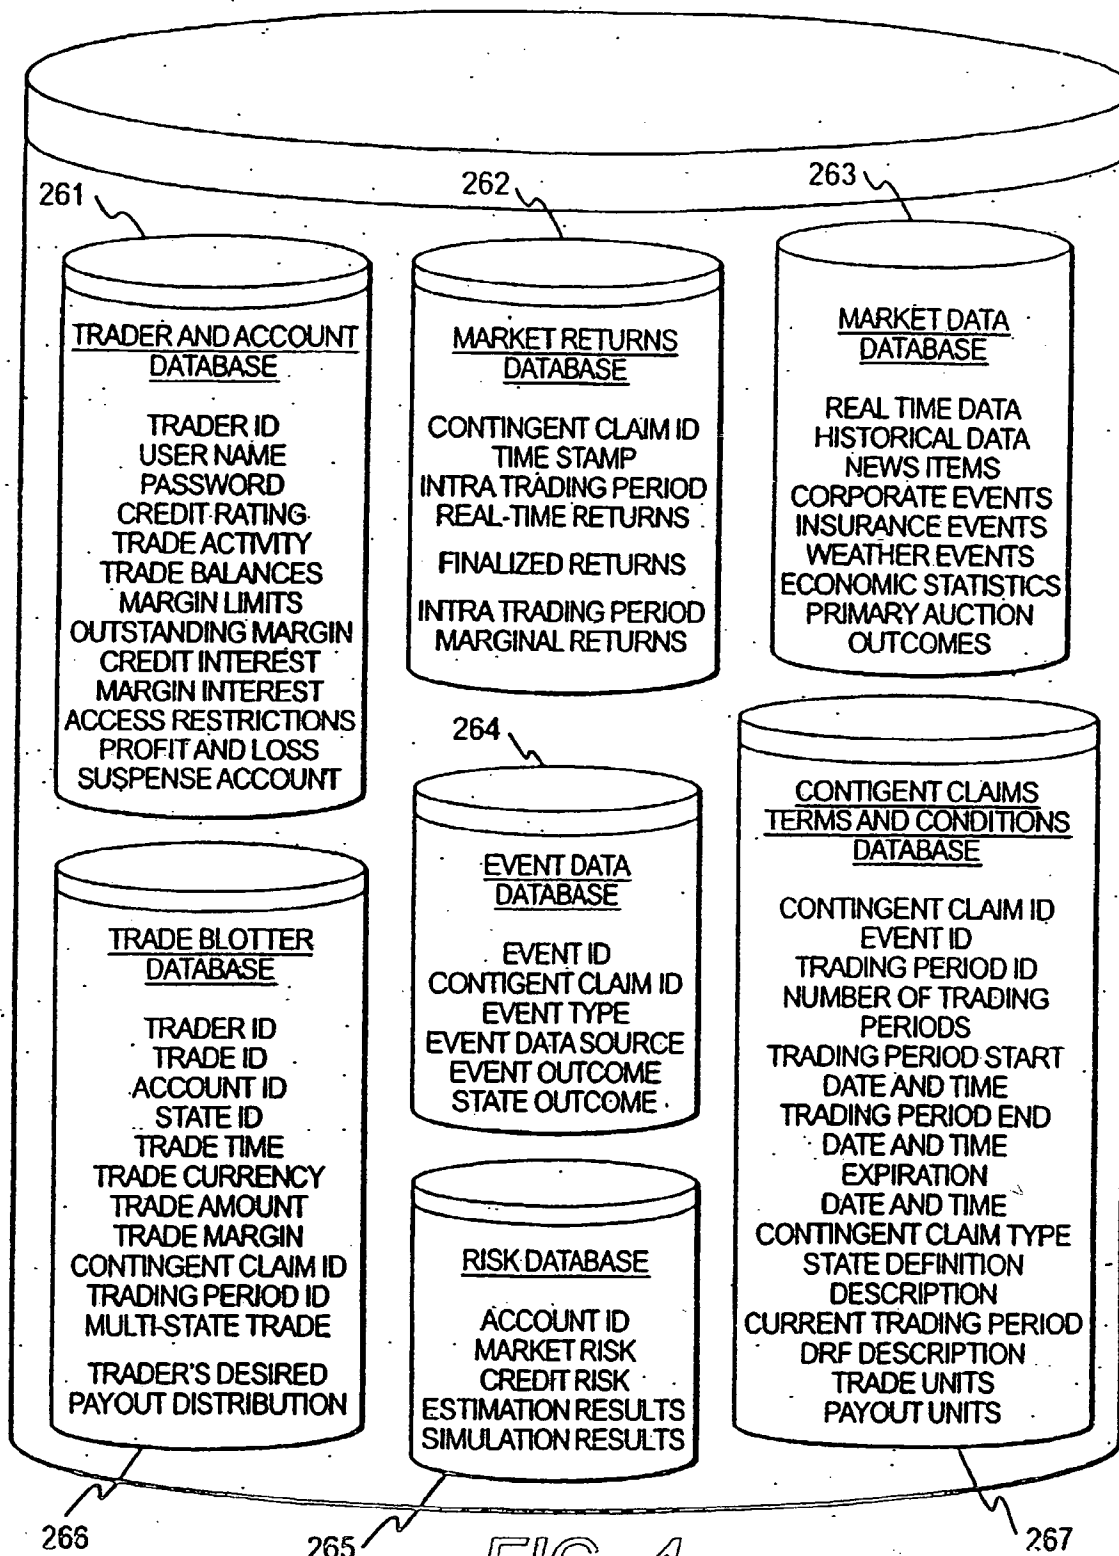 261
262
263
TRADER AND ACCOUNT
DATABASE
TRADER ID
USER NAME
PASSWORD
CREDIT RATING
TRADE ACTIVITY
TRADE BALANCES
MARGIN LIMITS
OUTSTANDING MARGIN
CREDIT INTEREST
MARGIN INTEREST
ACCESS RESTRICTIONS
PROFIT AND LOSS
SUSPENSE ACCOUNT
MARKET RETURNS
DATABASE
CONTINGENT CLAIM ID
TIME STAMP
INTRA TRADING PERIOD
REAL-TIME RETURNS
FINALIZED RETURNS
INTRA TRADING PERIOD
MARGINAL RETURNS
MARKET DATA
DATABASE
REAL TIME DATA
HISTORICAL DATA
NEWS ITEMS
CORPORATE EVENTS
INSURANCE EVENTS
WEATHER EVENTS
ECONOMIC STATISTICS
PRIMARY AUCTION
OUTCOMES
TRADE BLOTTER
DATABASE
TRADER ID
TRADE ID
ACCOUNT ID
STATE ID
TRADE TIME
TRADE CURRENCY
TRADE AMOUNT
TRADE MARGIN
CONTINGENT CLAIM ID
TRADING PERIOD ID
MULTI-STATE TRADE
TRADER'S DESIRED
PAYOUT DISTRIBUTION
264
EVENT DATA
DATABASE
EVENT ID
CONTIGENT CLAIM ID
EVENT TYPE
EVENT DATA SOURCE
EVENT OUTCOME
STATE OUTCOME
RISK DATABASE
ACCOUNT ID
MARKET RISK
CREDIT RISK
ESTIMATION RESULTS
SIMULATION RESULTS
CONTIGENT CLAIMS
TERMS AND CONDITIONS
DATABASE
CONTINGENT CLAIM ID
EVENT ID
TRADING PERIOD ID
NUMBER OF TRADING
PERIODS
TRADING PERIOD START
DATE AND TIME
TRADING PERIOD END
DATE AND TIME
EXPIRATION
DATE AND TIME
CONTINGENT CLAIM TYPE
STATE DEFINITION
DESCRIPTION
CURRENT TRADING PERIOD
DRF DESCRIPTION
TRADE UNITS
PAYOUT UNITS
266
265
267
FIG. 4